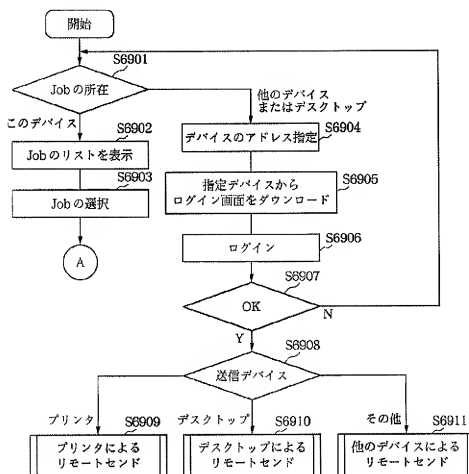 開始
S6901
Jobの所在
他のデバイス
またはデスクトップ
このデバイス
S6902
Jobのリストを表示
S6903
Jobの選択
A
S6904
デバイスのアドレス指定
S6905
指定デバイスから
ログイン画面をダウンロード
S6906
ログイン
S6907
OK
N
Y
S6908
送信デバイス
プリンタ
S6909
プリンタによる
リモートセンド
デスクトップ
S6910
デスクトップによる
リモートセンド
その他
S6911
他のデバイスによる
リモートセンド